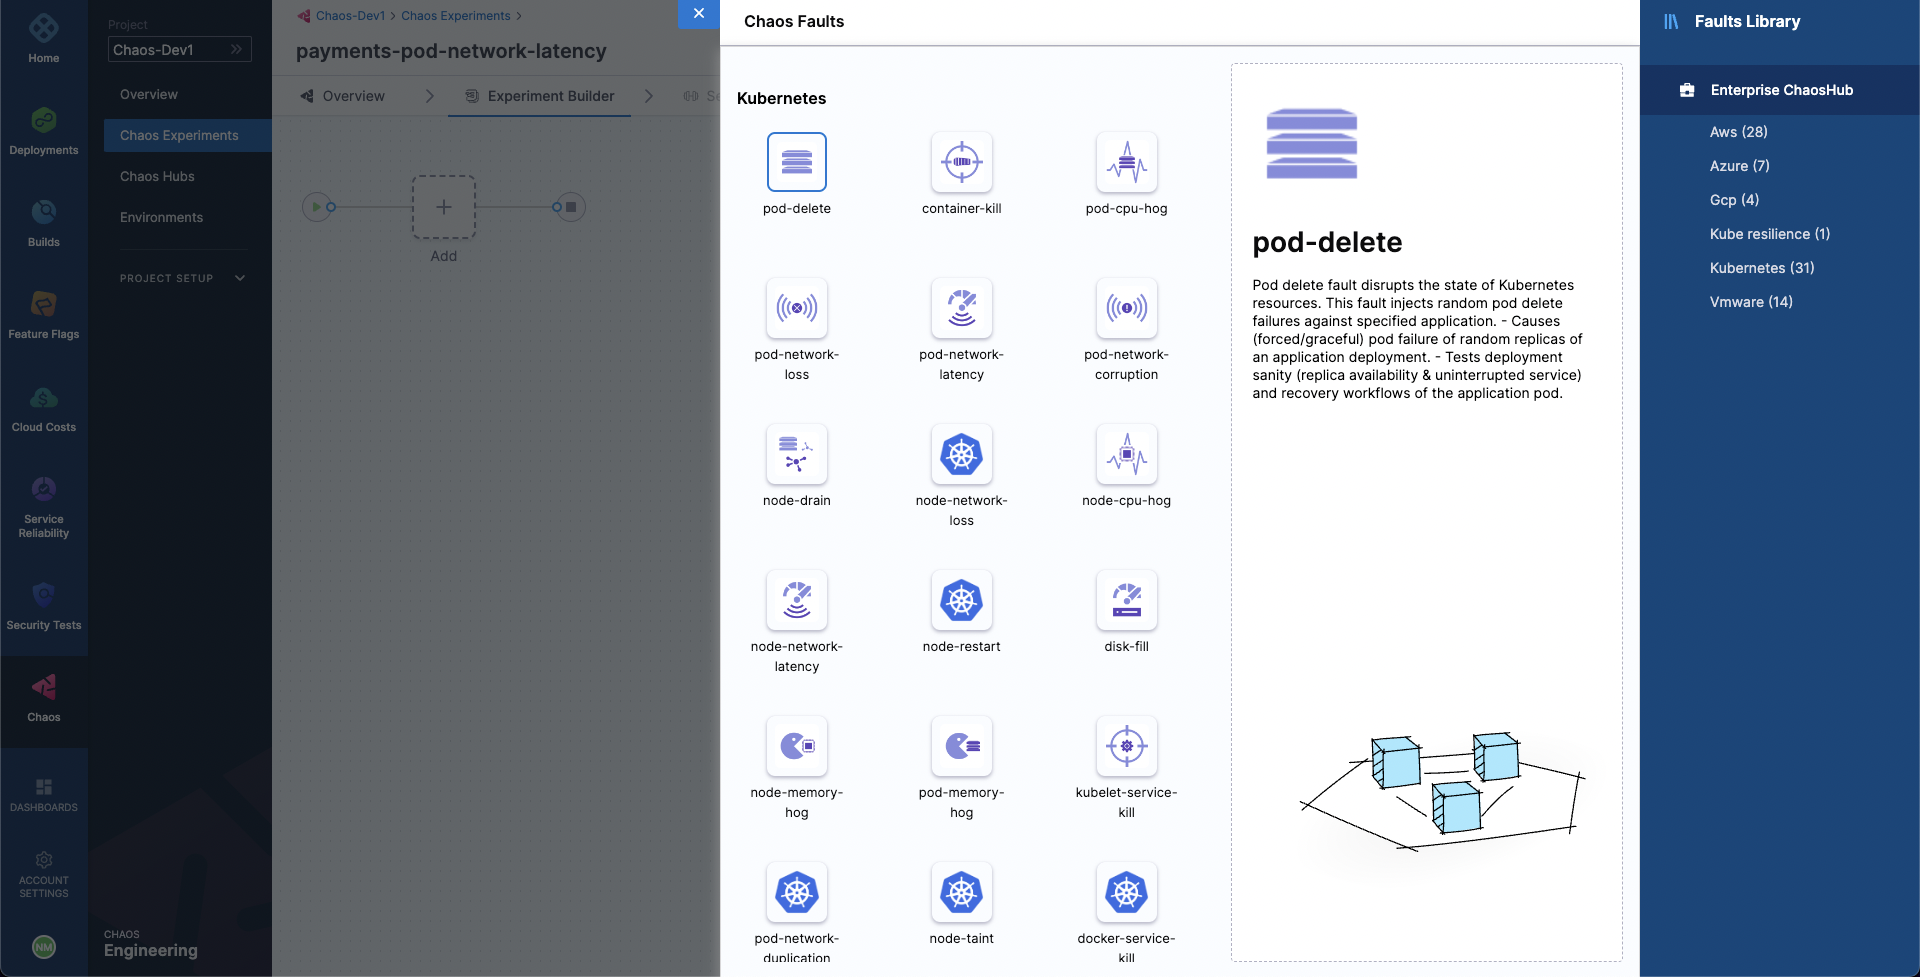 Home
Deployments
Builds
Feature Flags
Cloud Costs
Service
Reliability
Security Tests
Chaos
DASHBOARDS
ACCOUNT
SETTINGS
NM
Project
Chaos-Dev1
Overview
Chaos Experiments
Chaos Hubs
Environments
PROJECT SETUP
CHAOS
Engineering
Chaos-Dev1 > Chaos Experiments >
payments-pod-network-latency
Overview
Experiment Builder
Se
Add
Chaos Faults
Kubernetes
pod-delete
container-kill
pod-cpu-hog
pod-network-
loss
pod-network-
latency
pod-network-
corruption
node-drain
node-network-
loss
node-cpu-hog
node-network-
latency
node-restart
disk-fill
node-memory-
hog
pod-memory-
hog
kubelet-service-
kill
pod-network-
duplication
node-taint
docker-service-
kill
pod-delete
Pod delete fault disrupts the state of Kubernetes
resources. This fault injects random pod delete
failures against specified application. - Causes
(forced/graceful) pod failure of random replicas of
an application deployment. - Tests deployment
sanity (replica availability & uninterrupted service)
and recovery workflows of the application pod.
Faults Library
Enterprise ChaosHub
Aws (28)
Azure (7)
Gcp (4)
Kube resilience (1)
Kubernetes (31)
Vmware (14)